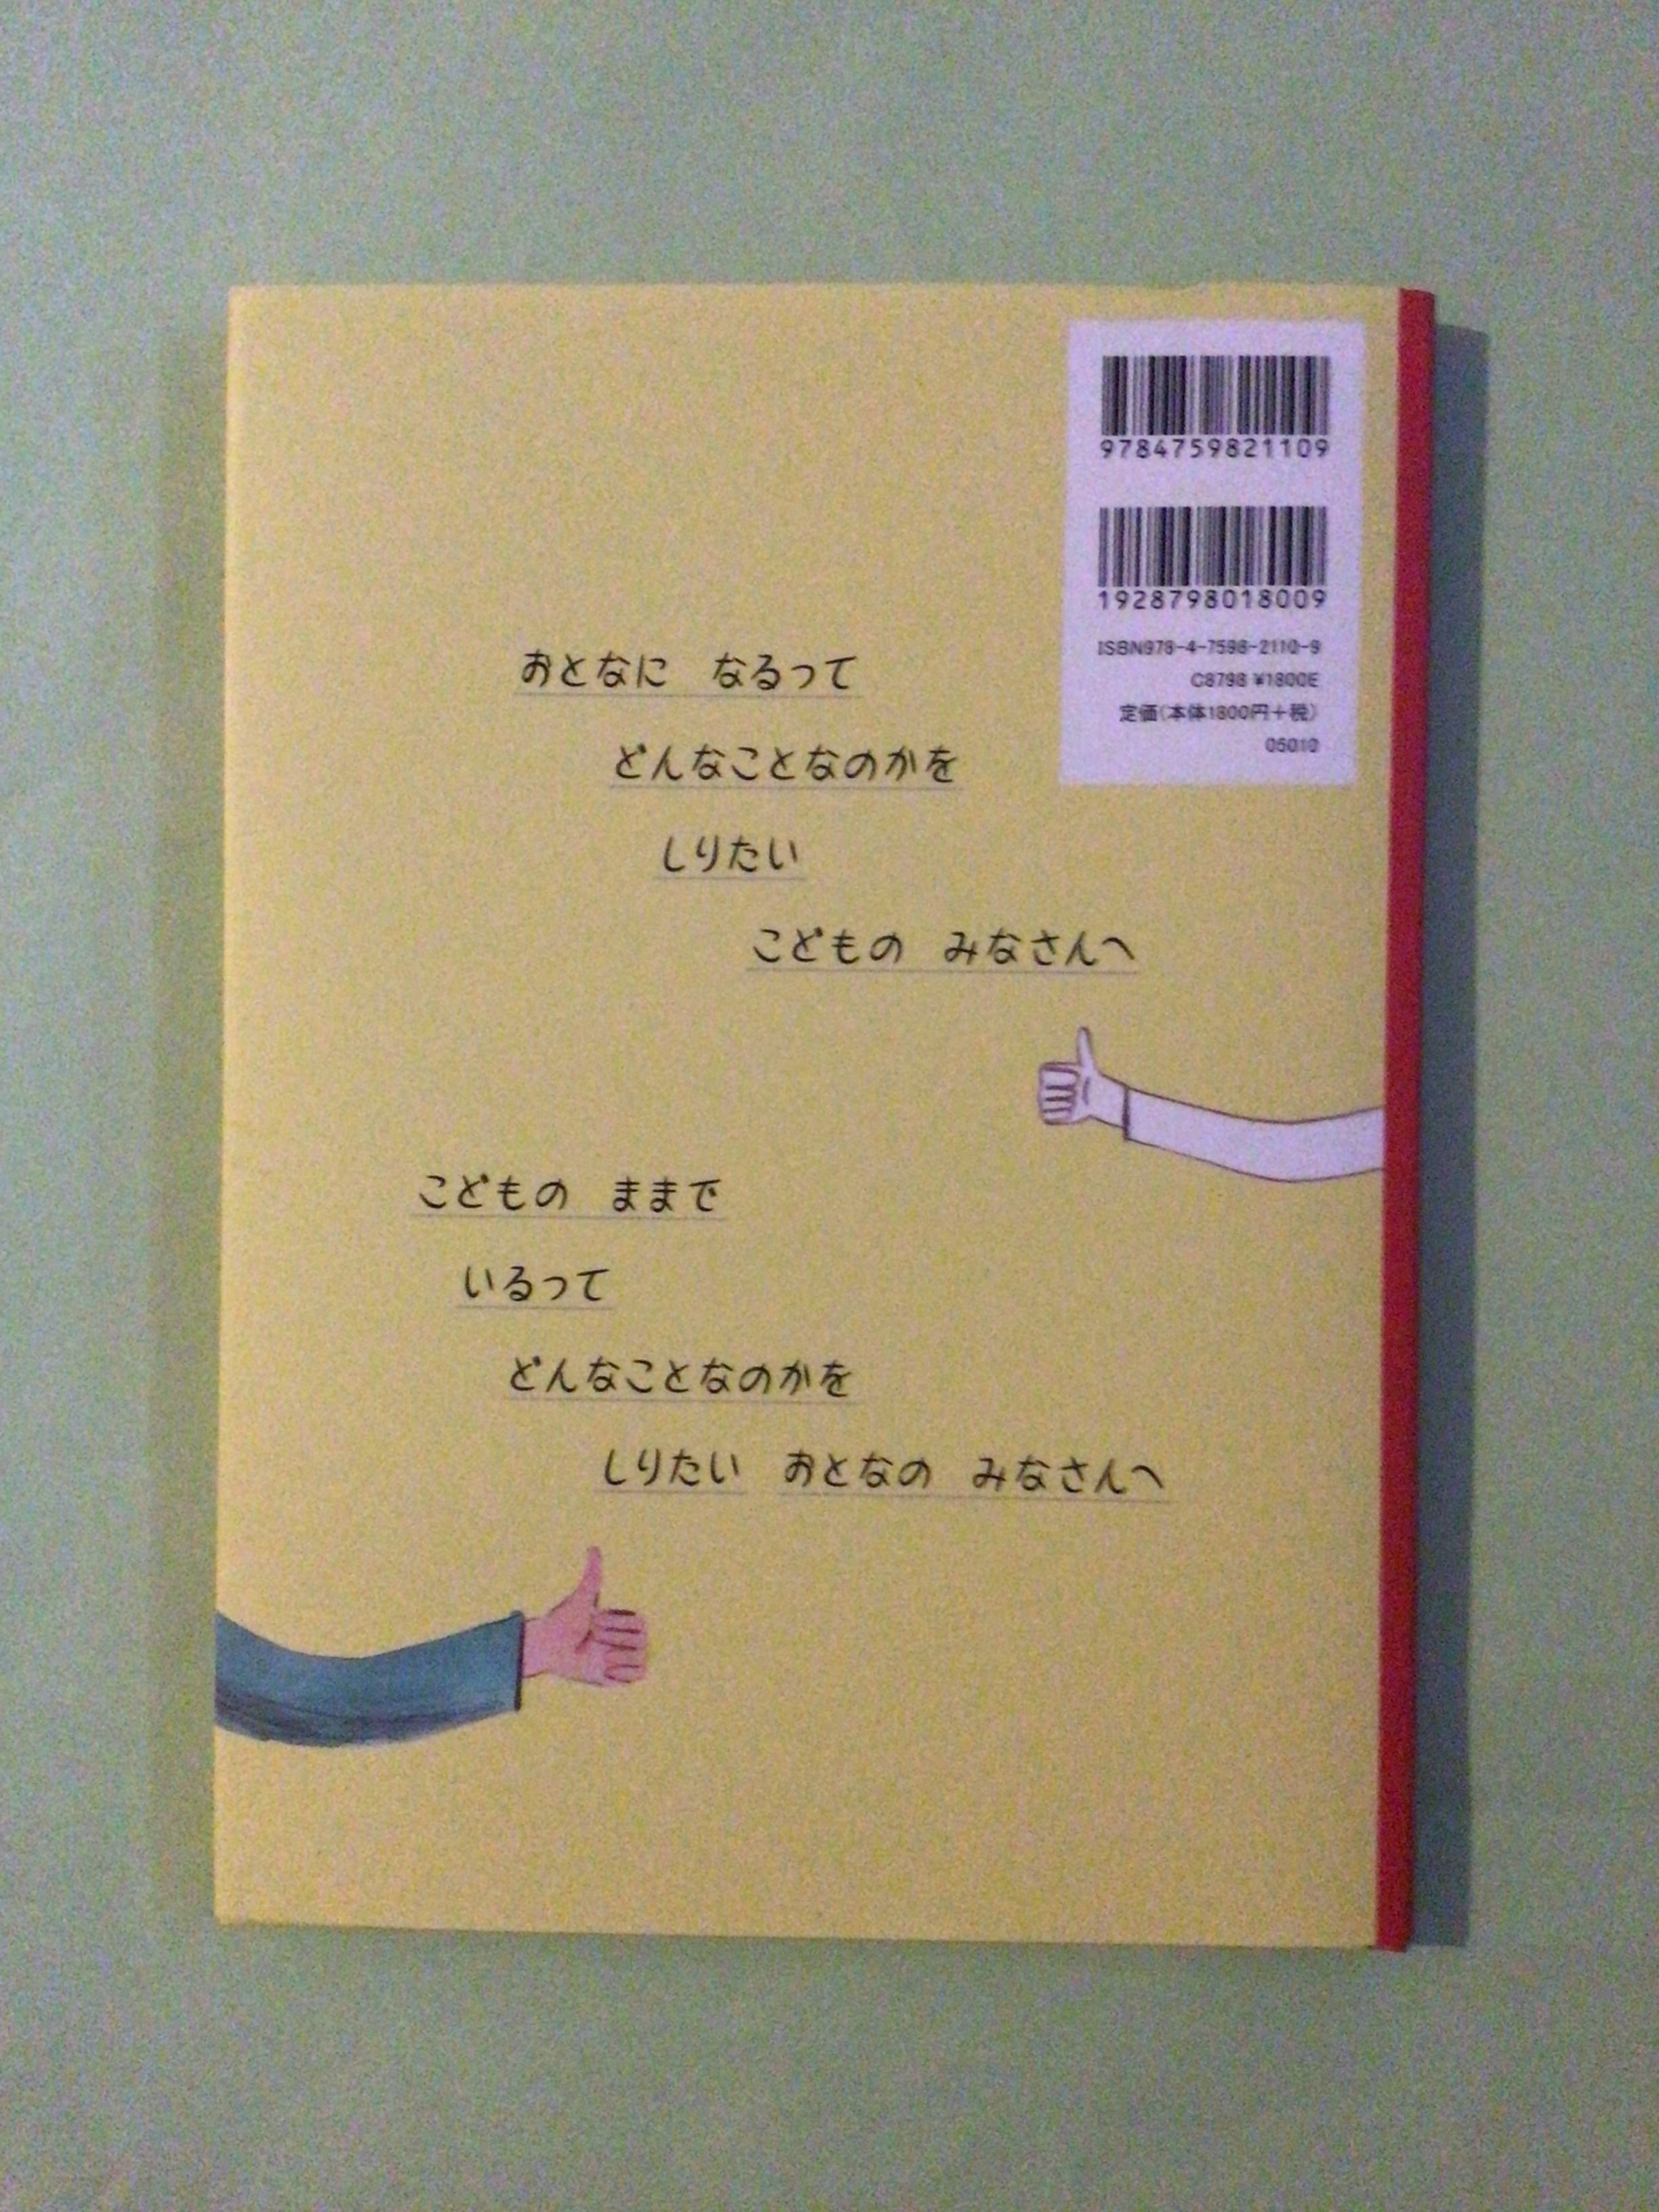 9784759821109
1928798018009
ISBN978-4-7598-2110-9
C8798 ¥1800E
定価(本体1800円+税)
05010
おとなに なるって
どんなことなのかを
しりたい
こどもの みなさんへ
こどもの ままで
いるって
どんなことなのかを
しりたい おとなの みなさんへ